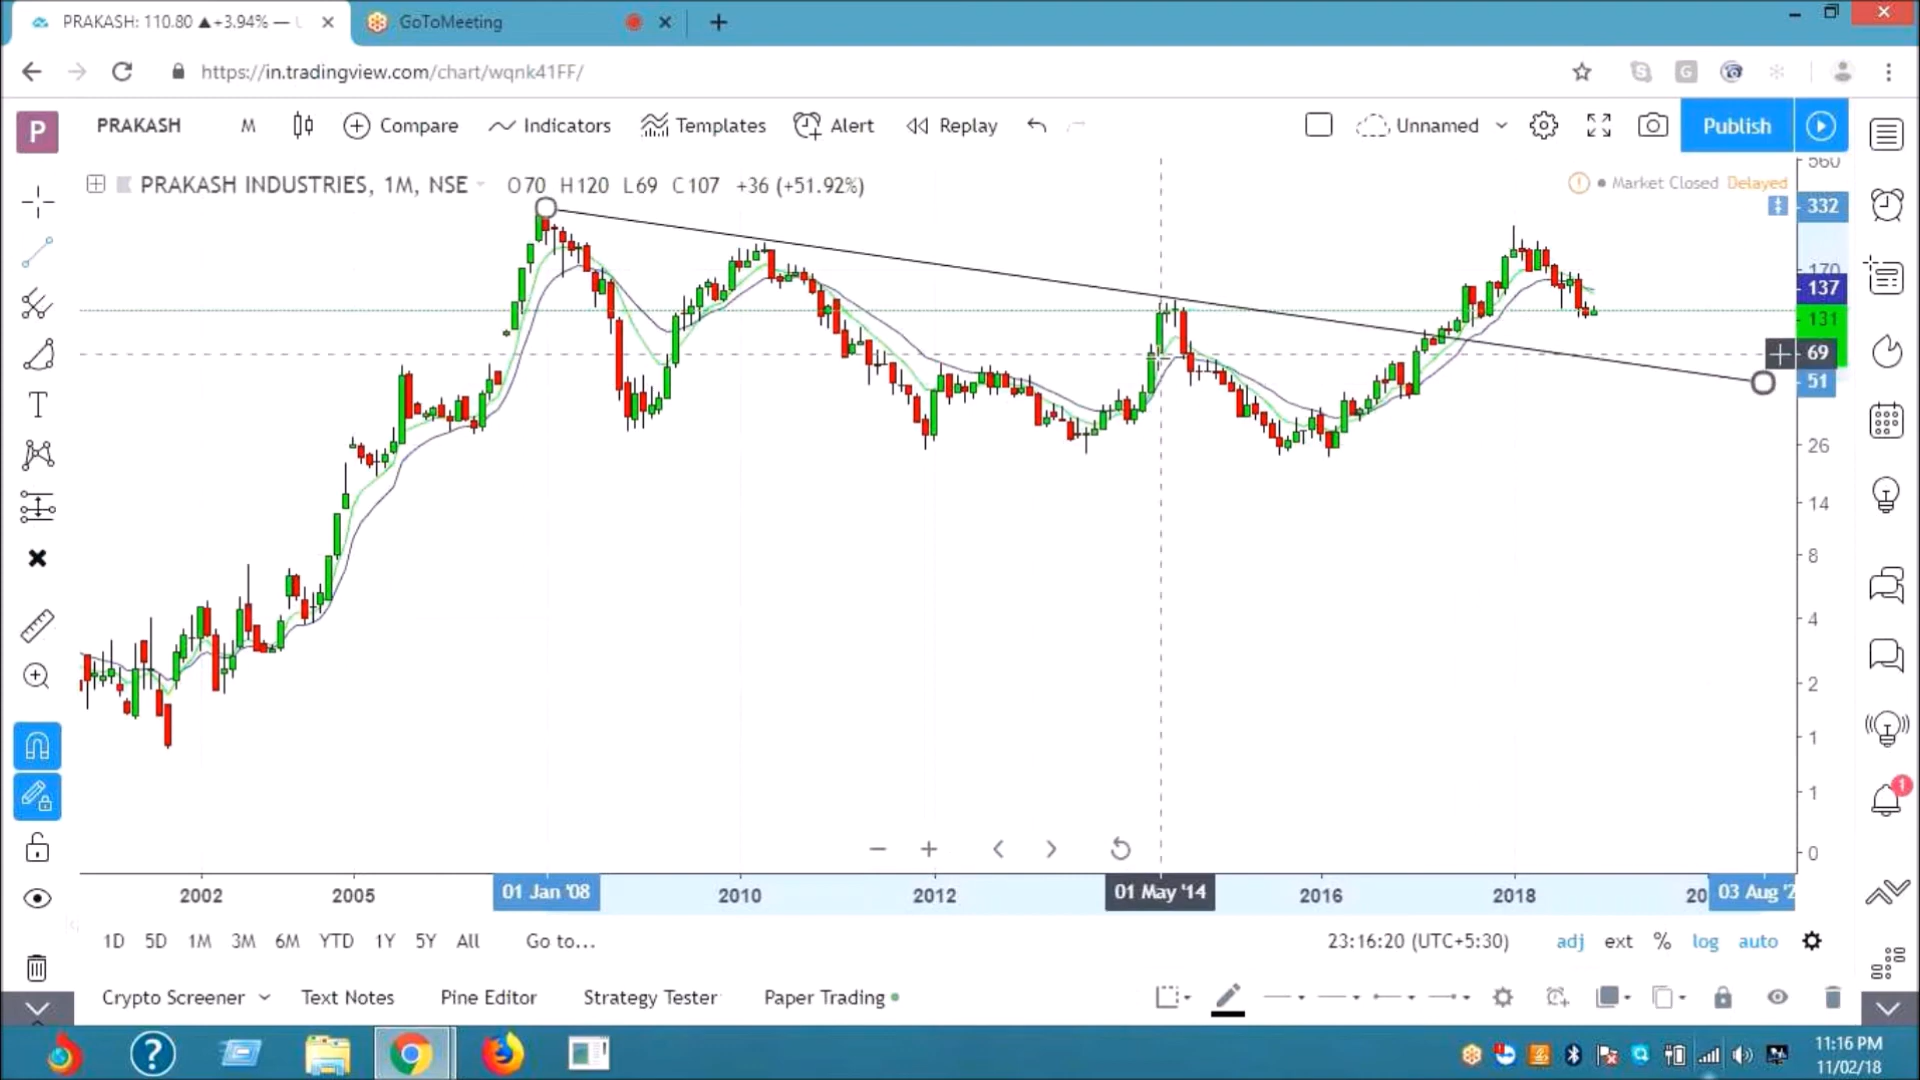 PRAKASH: 110.80 ▲ +3.94% —
GoToMeeting
https://in.tradingview.com/chart/wqnk41FF/
P
PRAKASH M Compare Indicators Templates Alert Replay Unnamed Publish
PRAKASH INDUSTRIES, 1M, NSE O70 H120 L69 C107 +36 (+51.92%)
Market Closed Delayed
560
332
170
137
131
69
51
26
14
8
4
2
1
1
0
T
2002 2005 01 Jan '08 2010 2012 01 May '14 2016 2018 20 03 Aug '2
1D 5D 1M 3M 6M YTD 1Y 5Y All Go to... 23:16:20 (UTC+5:30) adj ext % log auto
Crypto Screener Text Notes Pine Editor Strategy Tester Paper Trading
1
11:16 PM
11/02/18